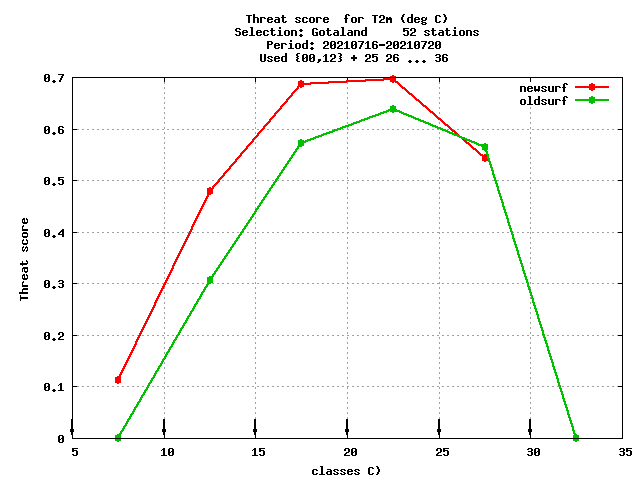 Threat score  for T2m (deg C)
Selection: Gotaland     52 stations
Period: 20210716-20210720
Used {00,12} + 25 26 ... 36
0.7
newsurf
oldsurf
0.6
0.5
0.4
Threat score
0.3
0.2
0.1
0
5 10 15 20 25 30 35
classes C)